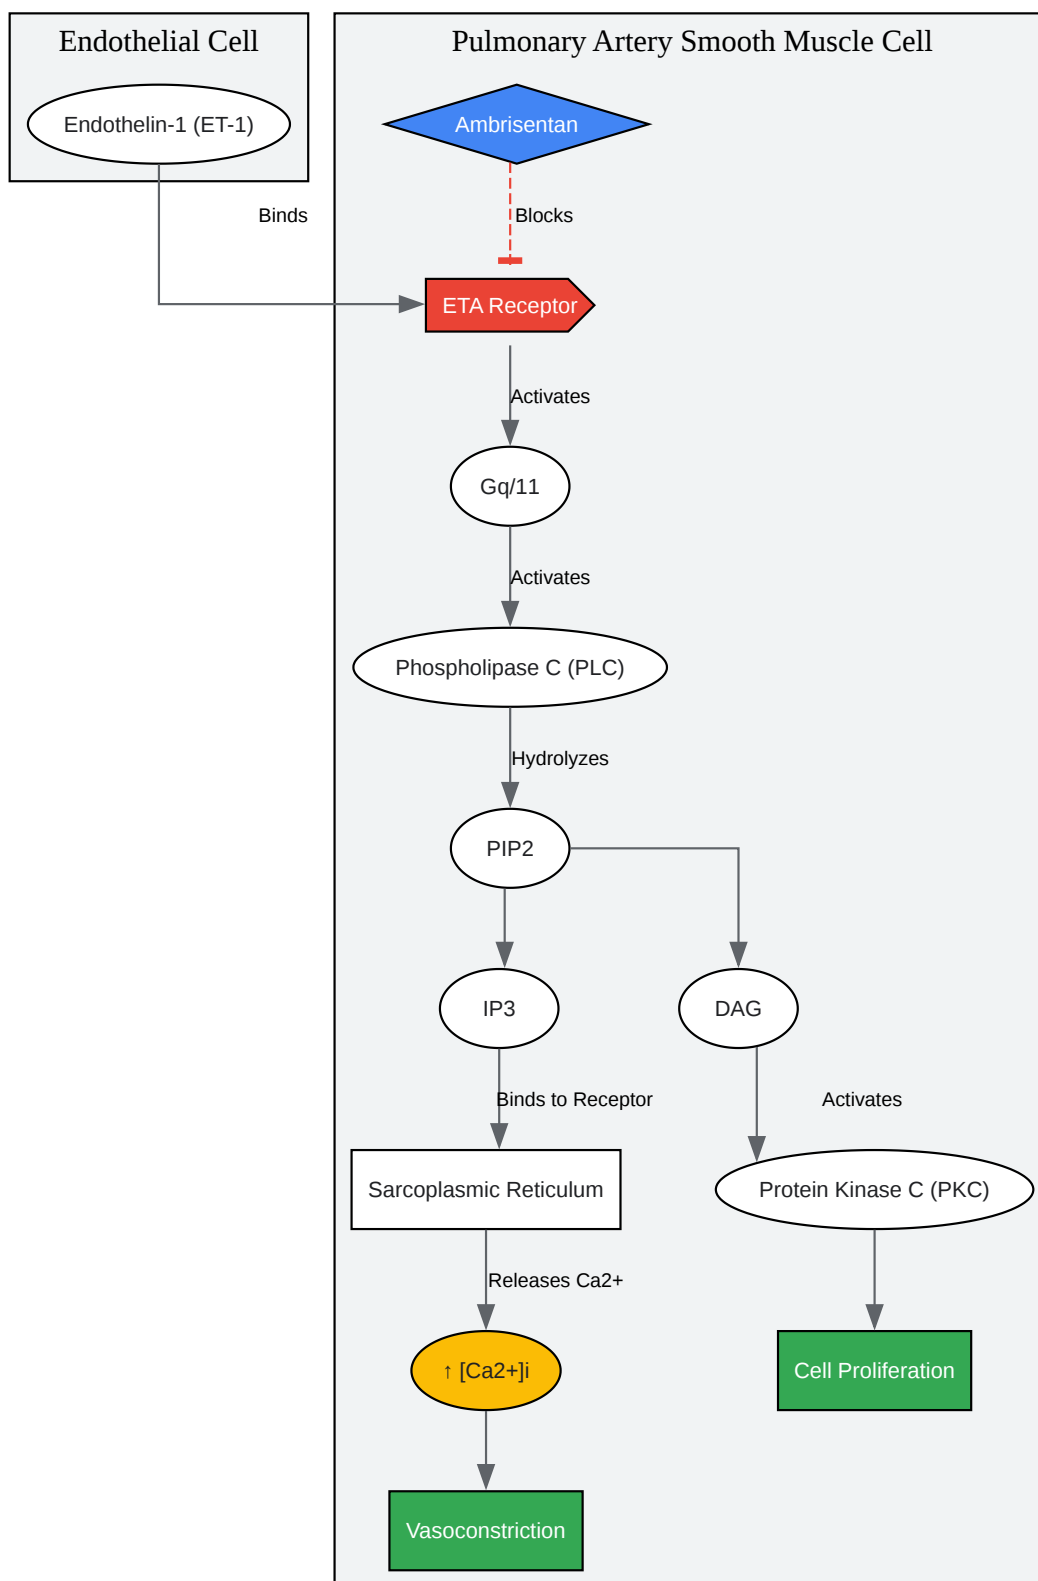 Endothelial Cell
Pulmonary Artery Smooth Muscle Cell
Endothelin-1 (ET-1)
Ambrisentan
Binds
Blocks
ETA Receptor
Activates
Gq/11
Activates
Phospholipase C (PLC)
Hydrolyzes
PIP2
IP3
DAG
Binds to Receptor
Activates
Sarcoplasmic Reticulum
Protein Kinase C (PKC)
Releases Ca2+
↑ [Ca2+]i
Cell Proliferation
Vasoconstriction